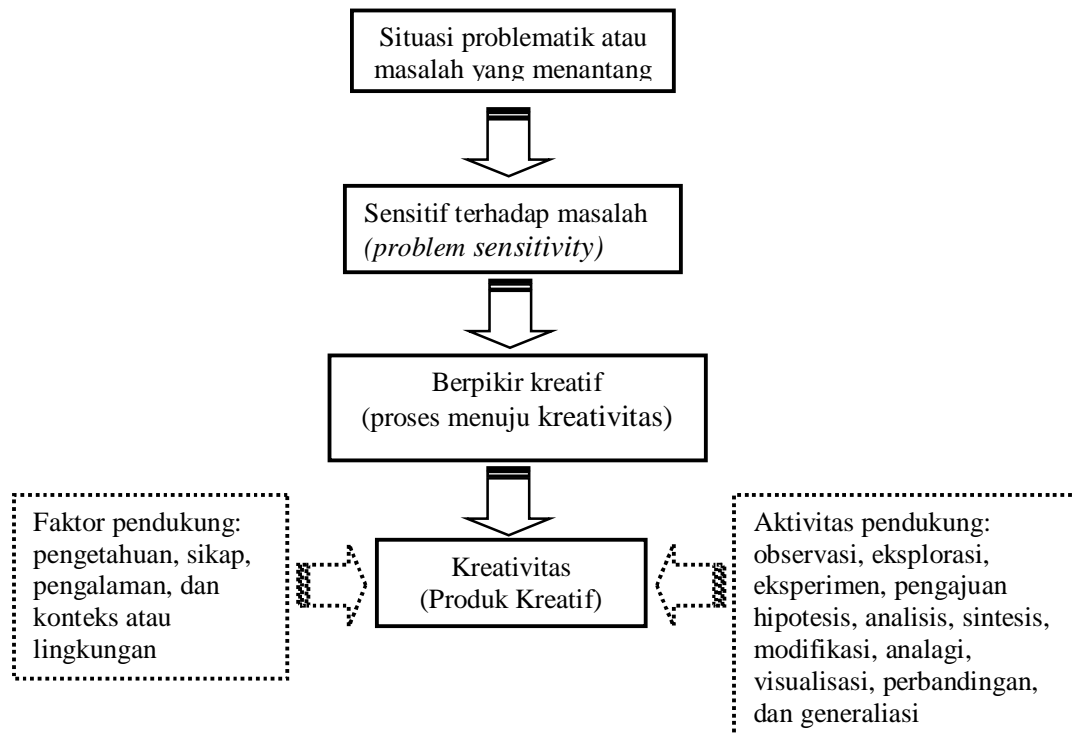 Situasi problematik atau
masalah yang menantang
Sensitif terhadap masalah
(problem sensitivity)
Berpikir kreatif
(proses menuju kreativitas)
Faktor pendukung:
pengetahuan, sikap,
pengalaman, dan
konteks atau
lingkungan
Kreativitas
(Produk Kreatif)
Aktivitas pendukung:
observasi, eksplorasi,
eksperimen, pengajuan
hipotesis, analisis, sintesis,
modifikasi, analagi,
visualisasi, perbandingan,
dan generaliasi